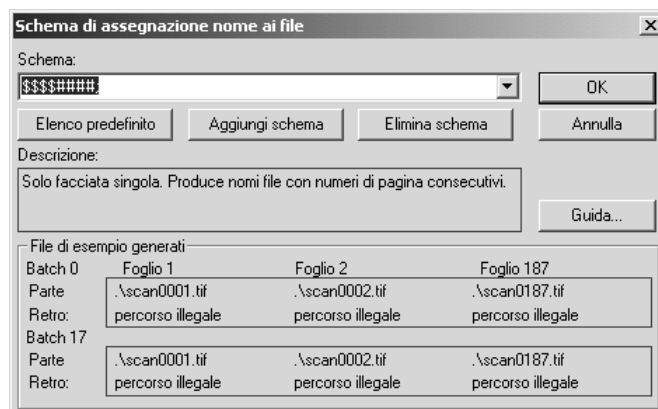 Schema di assegnazione nome ai file
Schema:
$$$$####;
OK
Elenco predefinito Aggiungi schema Elimina schema Annulla
Descrizione:
Solo facciata singola. Produce nomi file con numeri di pagina consecutivi.
Guida...
File di esempio generati
Batch 0 Foglio 1 Foglio 2 Foglio 187
Parte .\scan0001.tif .\scan0002.tif .\scan0187.tif
Retro: percorso illegale percorso illegale percorso illegale
Batch 17
Parte .\scan0001.tif .\scan0002.tif .\scan0187.tif
Retro: percorso illegale percorso illegale percorso illegale